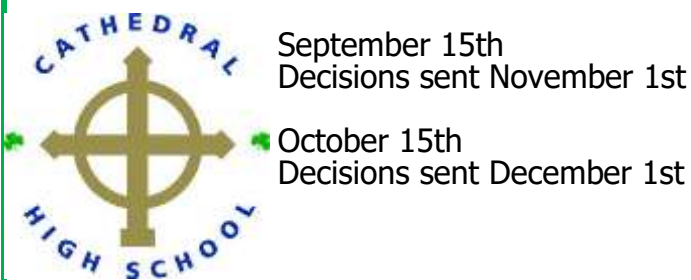 CATHEDRAL
HIGH SCHOOL
September 15th
Decisions sent November 1st
October 15th
Decisions sent December 1st